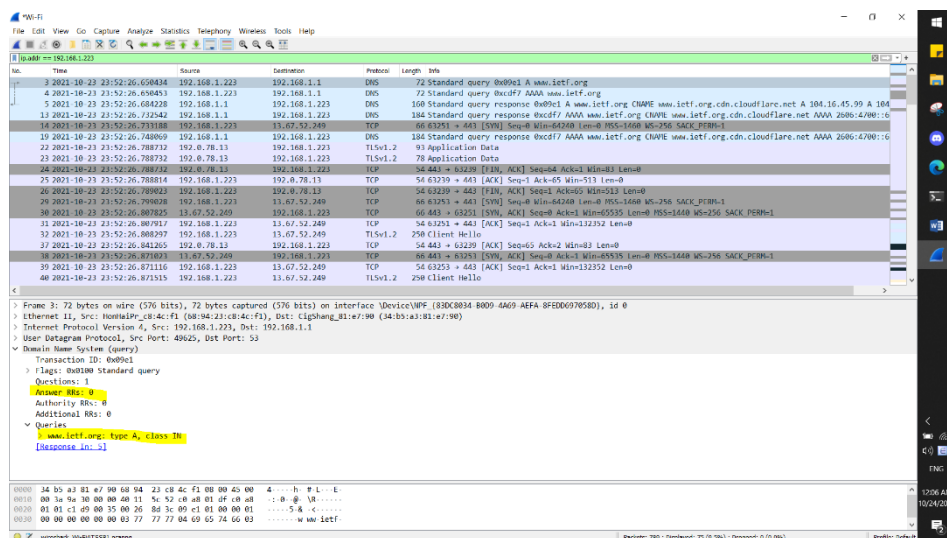 *Wi-Fi
File Edit View Go Capture Analyze Statistics Telephony Wireless Tools Help
ip.addr == 192.168.1.223
No. Time Source Destination Protocol Length Info
3 2021-10-23 23:52:26.650434 192.168.1.223 192.168.1.1 DNS 72 Standard query 0x09e1 A www.ietf.org
4 2021-10-23 23:52:26.650453 192.168.1.223 192.168.1.1 DNS 72 Standard query 0xcdf7 AAAA www.ietf.org
5 2021-10-23 23:52:26.684228 192.168.1.1 192.168.1.223 DNS 160 Standard query response 0x09e1 A www.ietf.org CNAME www.ietf.org.cdn.cloudflare.net A 104.16.45.99 A 104
13 2021-10-23 23:52:26.732542 192.168.1.1 192.168.1.223 DNS 184 Standard query response 0xcdf7 AAAA www.ietf.org CNAME www.ietf.org.cdn.cloudflare.net AAAA 2606:4700::6
14 2021-10-23 23:52:26.733188 192.168.1.223 13.67.52.249 TCP 66 63251 → 443 [SYN] Seq=0 Win=64240 Len=0 MSS=1460 WS=256 SACK_PERM=1
19 2021-10-23 23:52:26.748069 192.168.1.1 192.168.1.223 DNS 184 Standard query response 0xcdf7 AAAA www.ietf.org CNAME www.ietf.org.cdn.cloudflare.net AAAA 2606:4700::6
22 2021-10-23 23:52:26.788732 192.0.78.13 192.168.1.223 TLSv1.2 93 Application Data
23 2021-10-23 23:52:26.788732 192.0.78.13 192.168.1.223 TLSv1.2 78 Application Data
24 2021-10-23 23:52:26.788732 192.0.78.13 192.168.1.223 TCP 54 443 → 63239 [FIN, ACK] Seq=64 Ack=1 Win=83 Len=0
25 2021-10-23 23:52:26.788814 192.168.1.223 192.0.78.13 TCP 54 63239 → 443 [ACK] Seq=1 Ack=65 Win=513 Len=0
26 2021-10-23 23:52:26.789023 192.168.1.223 192.0.78.13 TCP 54 63239 → 443 [FIN, ACK] Seq=1 Ack=65 Win=513 Len=0
29 2021-10-23 23:52:26.799028 192.168.1.223 13.67.52.249 TCP 66 63253 → 443 [SYN] Seq=0 Win=64240 Len=0 MSS=1460 WS=256 SACK_PERM=1
30 2021-10-23 23:52:26.807825 13.67.52.249 192.168.1.223 TCP 66 443 → 63251 [SYN, ACK] Seq=0 Ack=1 Win=65535 Len=0 MSS=1440 WS=256 SACK_PERM=1
31 2021-10-23 23:52:26.807917 192.168.1.223 13.67.52.249 TCP 54 63251 → 443 [ACK] Seq=1 Ack=1 Win=132352 Len=0
32 2021-10-23 23:52:26.808297 192.168.1.223 13.67.52.249 TLSv1.2 250 Client Hello
37 2021-10-23 23:52:26.841265 192.0.78.13 192.168.1.223 TCP 54 443 → 63239 [ACK] Seq=65 Ack=2 Win=83 Len=0
38 2021-10-23 23:52:26.871023 13.67.52.249 192.168.1.223 TCP 66 443 → 63253 [SYN, ACK] Seq=0 Ack=1 Win=65535 Len=0 MSS=1440 WS=256 SACK_PERM=1
39 2021-10-23 23:52:26.871116 192.168.1.223 13.67.52.249 TCP 54 63253 → 443 [ACK] Seq=1 Ack=1 Win=132352 Len=0
40 2021-10-23 23:52:26.871515 192.168.1.223 13.67.52.249 TLSv1.2 250 Client Hello
Frame 3: 72 bytes on wire (576 bits), 72 bytes captured (576 bits) on interface \Device\NPF_{83DC8034-B0D9-4A69-AEFA-8FEDD697058D}, id 0
Ethernet II, Src: HonHaiPr_c8:4c:f1 (68:94:23:c8:4c:f1), Dst: CigShang_81:e7:90 (34:b5:a3:81:e7:90)
Internet Protocol Version 4, Src: 192.168.1.223, Dst: 192.168.1.1
User Datagram Protocol, Src Port: 49625, Dst Port: 53
Domain Name System (query)
Transaction ID: 0x09e1
Flags: 0x0100 Standard query
Questions: 1
Answer RRs: 0
Authority RRs: 0
Additional RRs: 0
Queries
www.ietf.org: type A, class IN
[Response In: 5]
0000 34 b5 a3 81 e7 90 68 94 23 c8 4c f1 08 00 45 00 4·····h· #·L···E·
0010 00 3a 9a 30 00 00 40 11 5c 52 c0 a8 01 df c0 a8 ·:·0··@· \R······
0020 01 01 c1 d9 00 35 00 26 8d 3c 09 e1 01 00 00 01 ·····5·& ·<······
0030 00 00 00 00 00 00 03 77 77 77 04 69 65 74 66 03 ·······w ww·ietf·
Packets: 780
Profile: Default
ENG
12:06 AM
10/24/20